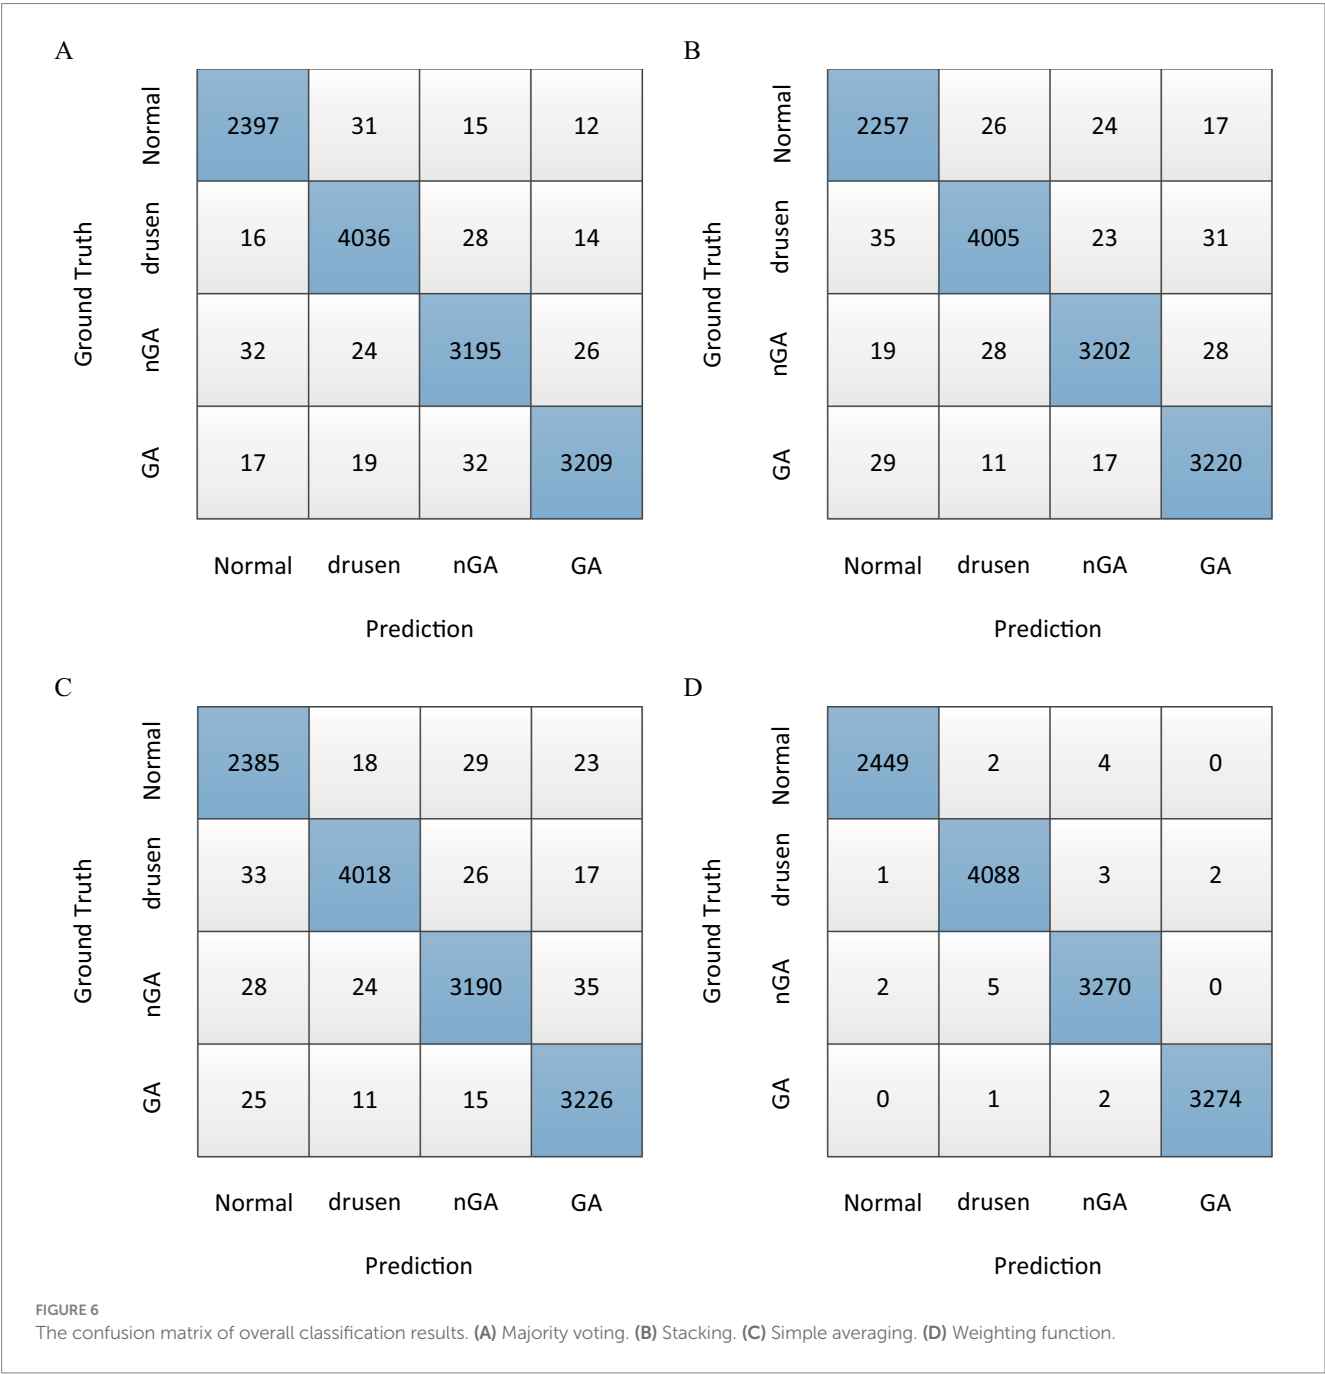 A
B
Ground Truth
Normal
2397 31 15 12
drusen
16 4036 28 14
nGA
32 24 3195 26
GA
17 19 32 3209
Normal drusen nGA GA
Prediction
Ground Truth
Normal
2257 26 24 17
drusen
35 4005 23 31
nGA
19 28 3202 28
GA
29 11 17 3220
Normal drusen nGA GA
Prediction
C
D
Ground Truth
Normal
2385 18 29 23
drusen
33 4018 26 17
nGA
28 24 3190 35
GA
25 11 15 3226
Normal drusen nGA GA
Prediction
Ground Truth
Normal
2449 2 4 0
drusen
1 4088 3 2
nGA
2 5 3270 0
GA
0 1 2 3274
Normal drusen nGA GA
Prediction
FIGURE 6
The confusion matrix of overall classification results. (A) Majority voting. (B) Stacking. (C) Simple averaging. (D) Weighting function.